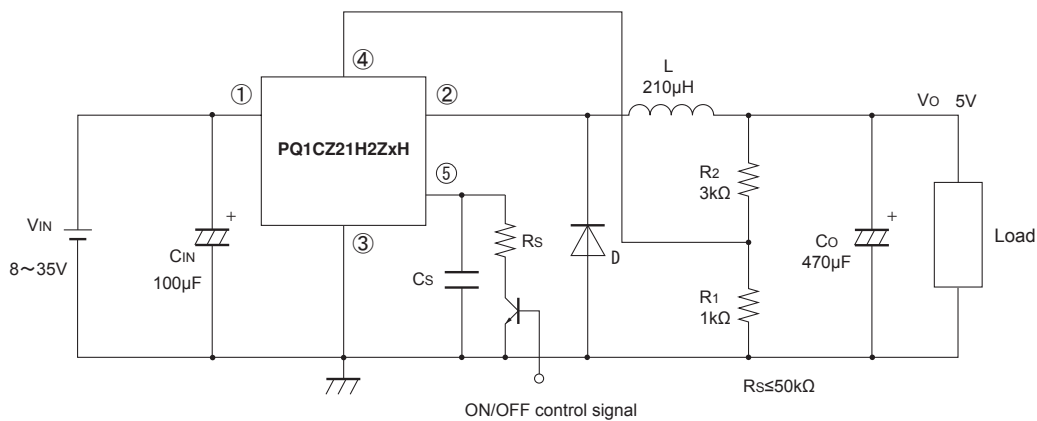 ④
L
210µH
①
②
VO 5V
PQ1CZ21H2ZxH
R2
3kΩ
⑤
VIN
8～35V
+
CIN
100µF
③
CS
RS
D
+
CO
470µF
Load
R1
1kΩ
RS≤50kΩ
ON/OFF control signal